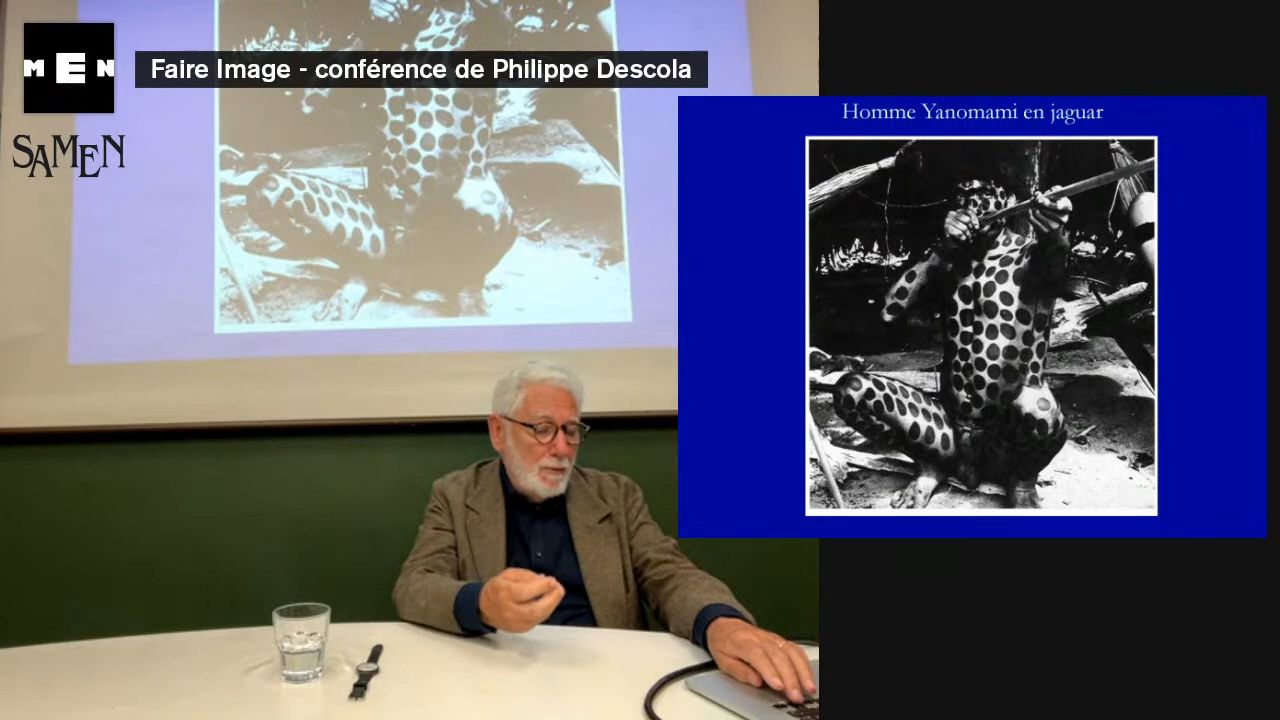 MEN
Faire Image - conférence de Philippe Descola
SAMEN
Homme Yanomami en jaguar